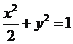 x²/2 + y² = 1